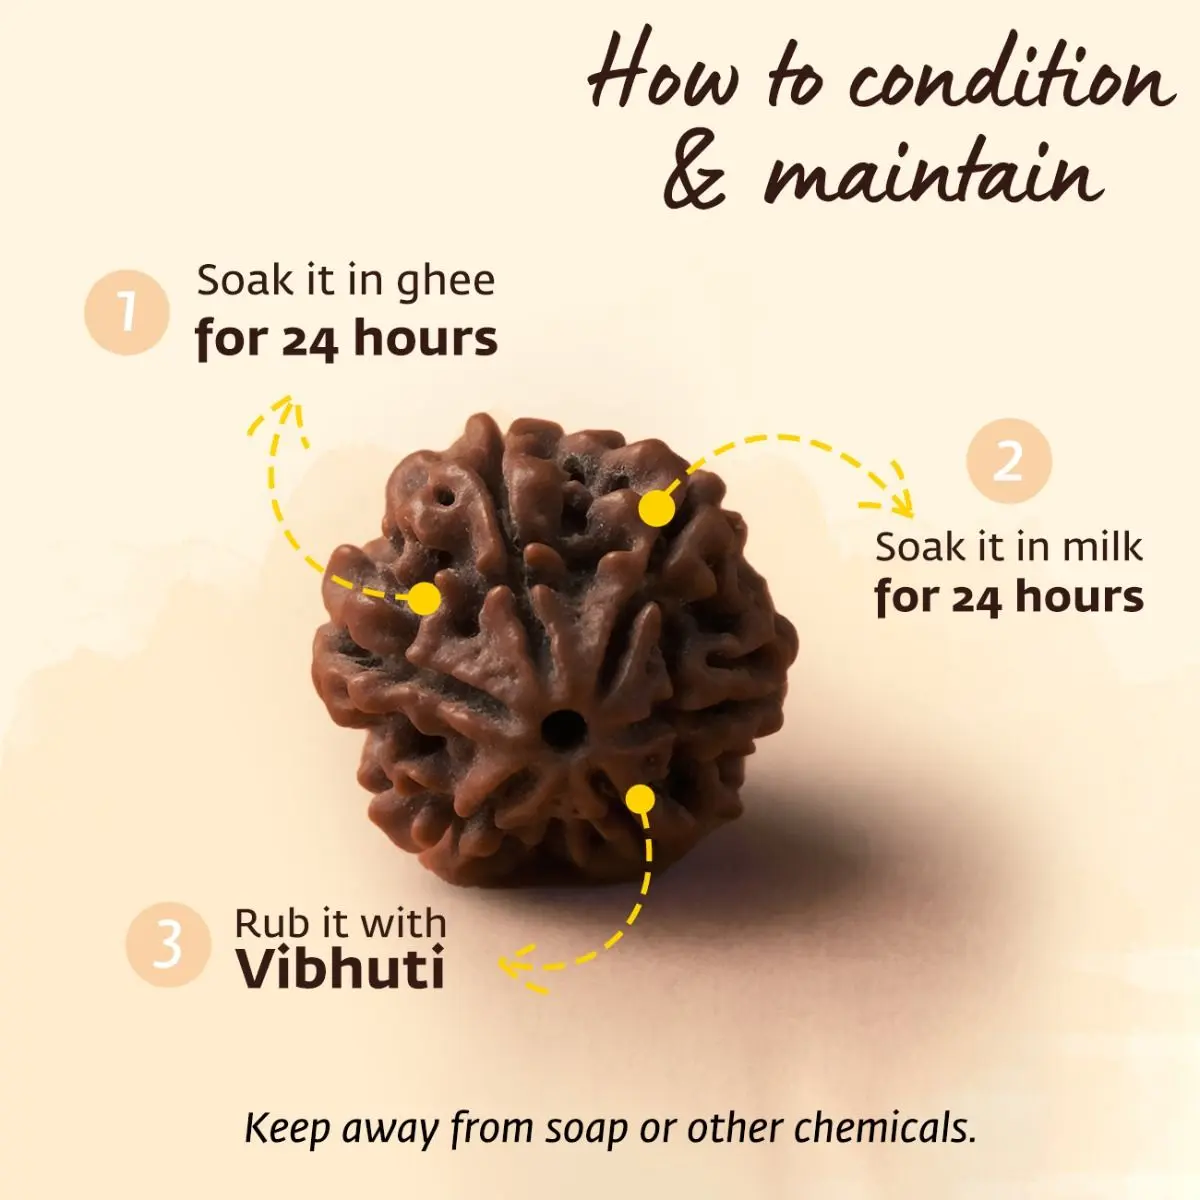 How to condition
& maintain
1
Soak it in ghee
for 24 hours
2
Soak it in milk
for 24 hours
3
Rub it with
Vibhuti
Keep away from soap or other chemicals.